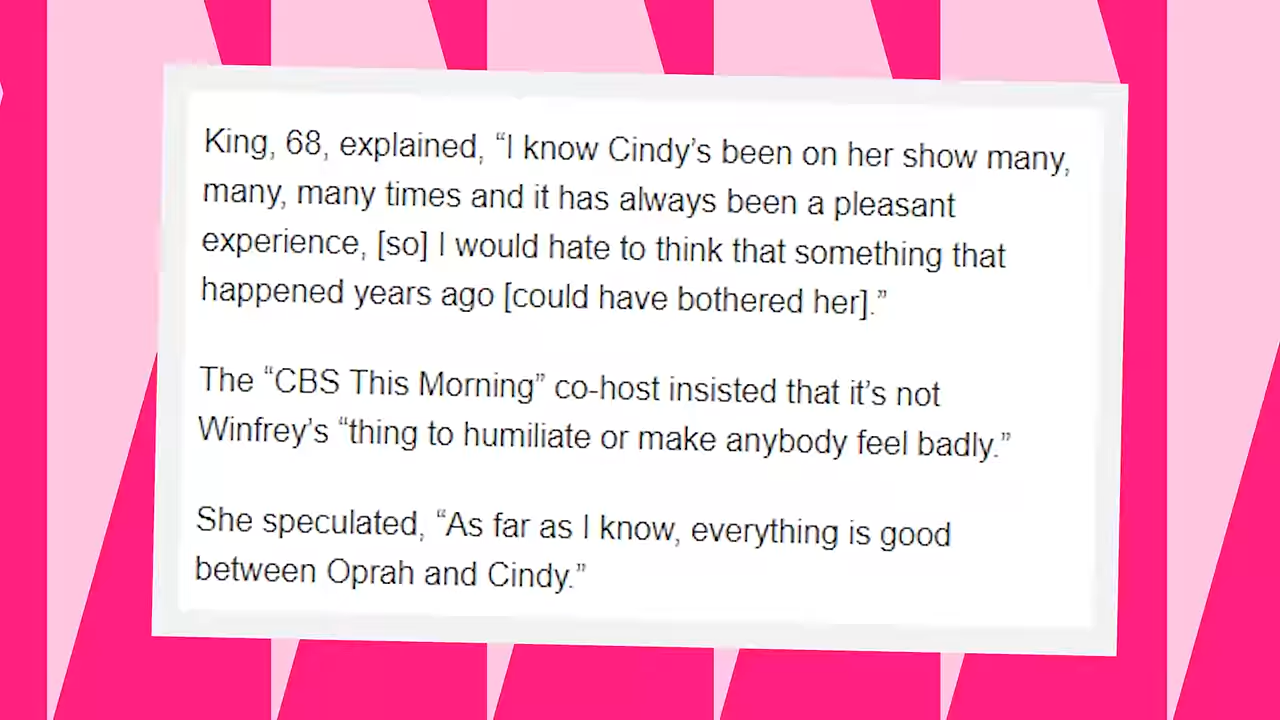 King, 68, explained, “I know Cindy’s been on her show many,
many, many times and it has always been a pleasant
experience, [so] I would hate to think that something that
happened years ago [could have bothered her].”
The “CBS This Morning” co-host insisted that it’s not
Winfrey’s “thing to humiliate or make anybody feel badly.”
She speculated, “As far as I know, everything is good
between Oprah and Cindy.”